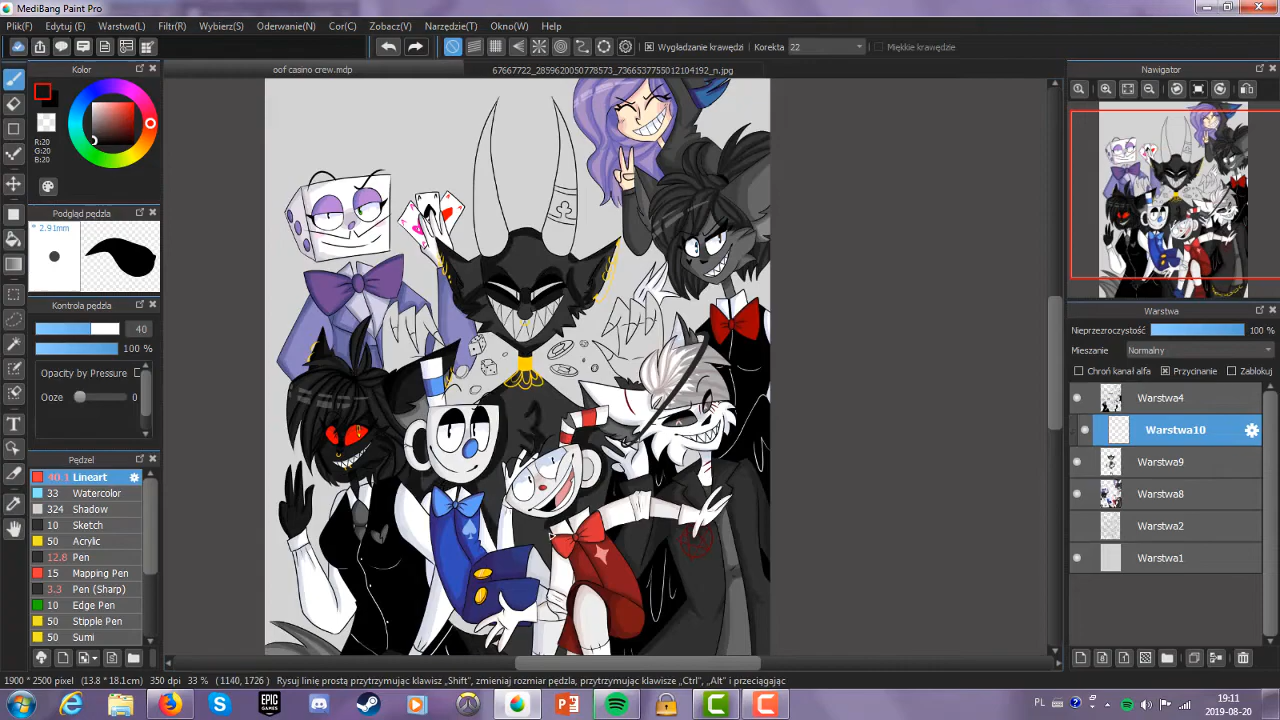 MediBang Paint Pro
Plik(F) Edytuj (E) Warstwa(L) Filtr(R) Wybierz(S) Oderwanie(N) Cor(C) Zobacz(V) Narzędzie(T) Okno(W) Help
Wygładzanie krawędzi Korekta 22 Miękkie krawędzie
Kolor
oof casino crew.mdp
67667722_2859620050778573_7366537755012104192_n.jpg
Nawigator
R:20
G:20
B:20
Podgląd pędzla
* 2.91mm
Kontrola pędzla
40
100 %
Opacity by Pressure
Ooze 0
Pędzel
40 1 Lineart
33 Watercolor
324 Shadow
10 Sketch
50 Acrylic
12.8 Pen
15 Mapping Pen
3.3 Pen (Sharp)
10 Edge Pen
50 Stipple Pen
50 Sumi
Warstwa
Nieprzezroczystość 100 %
Mieszanie Normalny
Chroń kanał alfa Przycinanie Zablokuj
Warstwa4
Warstwa10
Warstwa9
Warstwa8
Warstwa2
Warstwa1
1900 * 2500 pixel (13.8 * 18.1cm) 350 dpi 33 % (1140, 1726) Rysuj linię prostą przytrzymując klawisz „Shift”, zmieniaj rozmiar pędzla, przytrzymując klawisze „Ctrl”, „Alt” i przeciągając
EPIC GAMES
PL
19:11
2019-08-20